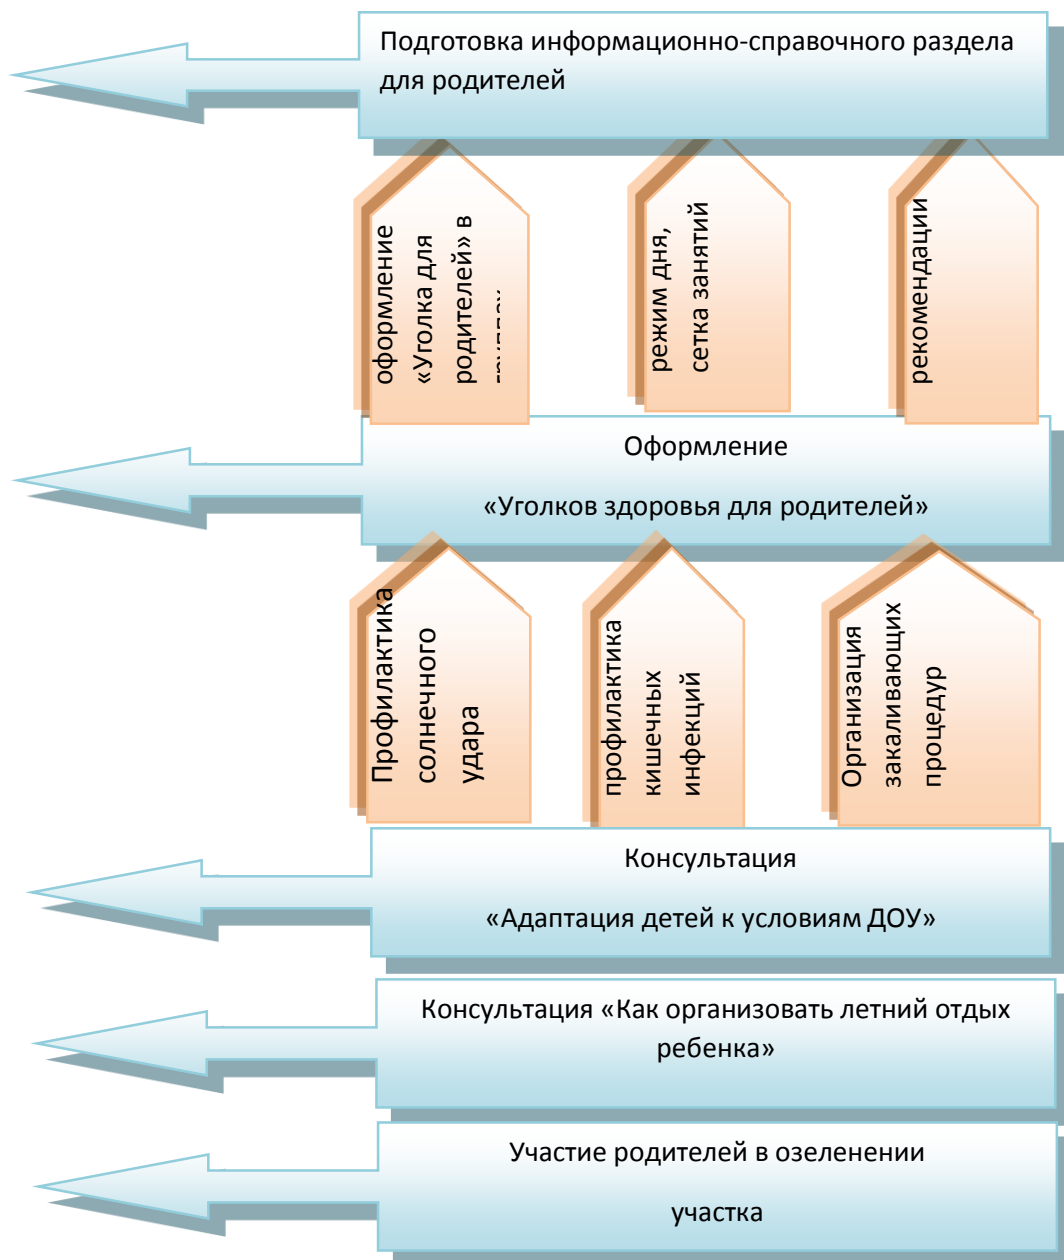 Подготовка информационно-справочного раздела
для родителей
оформление
«Уголка для
родителей» в
режим дня,
сетка занятий
рекомендации
Оформление
«Уголков здоровья для родителей»
Профилактика
солнечного
удара
профилактика
кишечных
инфекций
Организация
закаливающих
процедур
Консультация
«Адаптация детей к условиям ДОУ»
Консультация «Как организовать летний отдых
ребенка»
Участие родителей в озеленении
участка